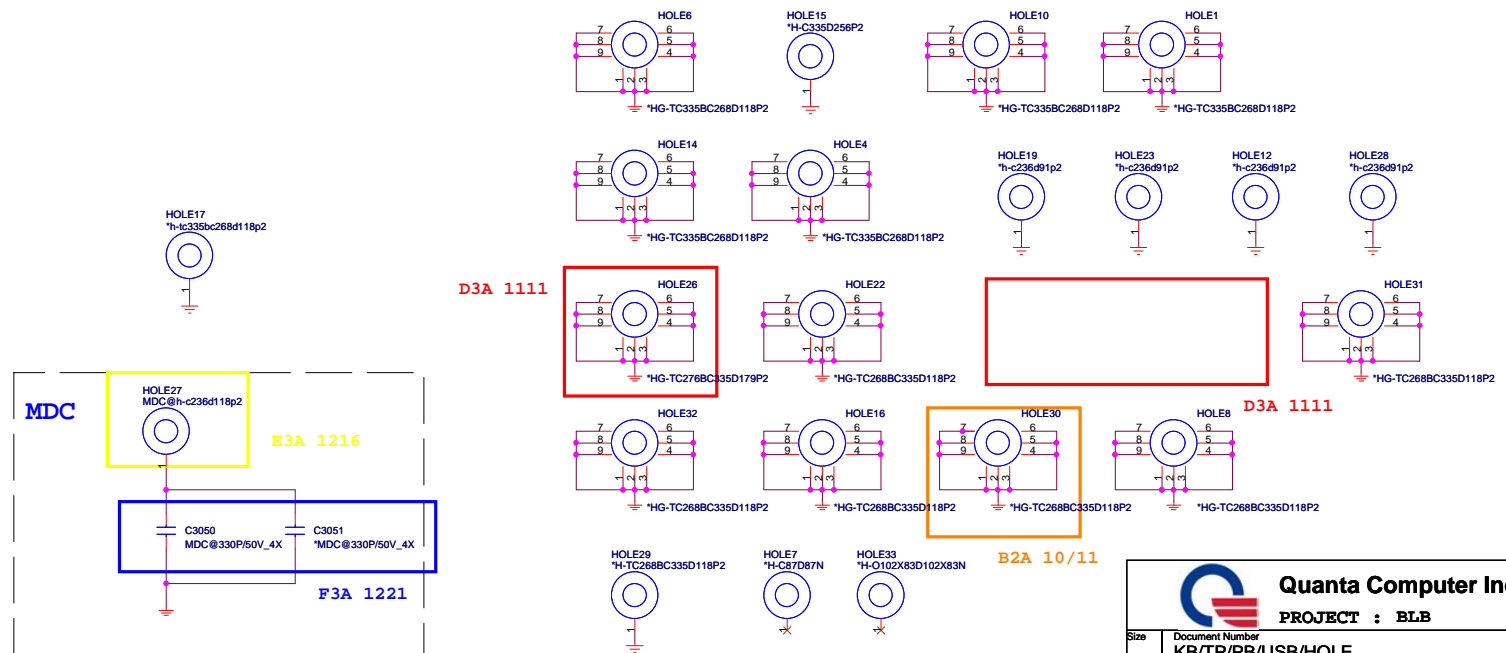 HOLE6
7 8 9 6 5 4 1 2 3
*HG-TC335BC268D118P2
HOLE15
*H-C335D256P2
1
HOLE10
7 8 9 6 5 4 1 2 3
*HG-TC335BC268D118P2
HOLE1
7 8 9 6 5 4 1 2 3
*HG-TC335BC268D118P2
HOLE14
7 8 9 6 5 4 1 2 3
*HG-TC335BC268D118P2
HOLE4
7 8 9 6 5 4 1 2 3
*HG-TC335BC268D118P2
HOLE19
*h-c236d91p2
1
HOLE23
*h-c236d91p2
1
HOLE12
*h-c236d91p2
1
HOLE28
*h-c236d91p2
1
HOLE17
*h-tc335bc268d118p2
1
D3A 1111
HOLE26
7 8 9 6 5 4 1 2 3
*HG-TC276BC335D179P2
HOLE22
7 8 9 6 5 4 1 2 3
*HG-TC268BC335D118P2
D3A 1111
HOLE31
7 8 9 6 5 4 1 2 3
*HG-TC268BC335D118P2
MDC
HOLE27
MDC@h-c236d118p2
1
E3A 1216
C3050
MDC@330P/50V_4X
C3051
*MDC@330P/50V_4X
F3A 1221
HOLE32
7 8 9 6 5 4 1 2 3
*HG-TC268BC335D118P2
HOLE16
7 8 9 6 5 4 1 2 3
*HG-TC268BC335D118P2
HOLE30
7 8 9 6 5 4 1 2 3
*HG-TC268BC335D118P2
B2A 10/11
HOLE8
7 8 9 6 5 4 1 2 3
*HG-TC268BC335D118P2
HOLE29
*H-TC268BC335D118P2
1
HOLE7
*H-C87D87N
1
HOLE33
*H-O102X83D102X83N
1
Quanta Computer Inc
PROJECT : BLB
Size
Document Number
KB/TP/PB/USB/HOLE